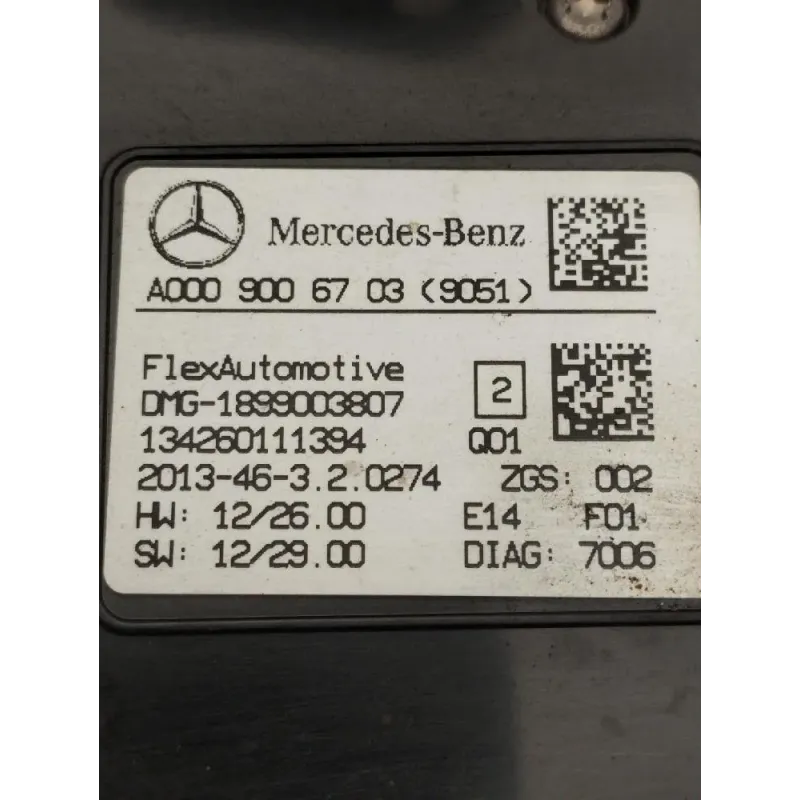 Mercedes-Benz
A000 900 67 03 (9051)
FlexAutomotive 2
DMG-1899003807
134260111394 Q01
2013-46-3.2.0274 ZGS: 002
HW: 12/26.00 E14 F01
SW: 12/29.00 DIAG: 7006